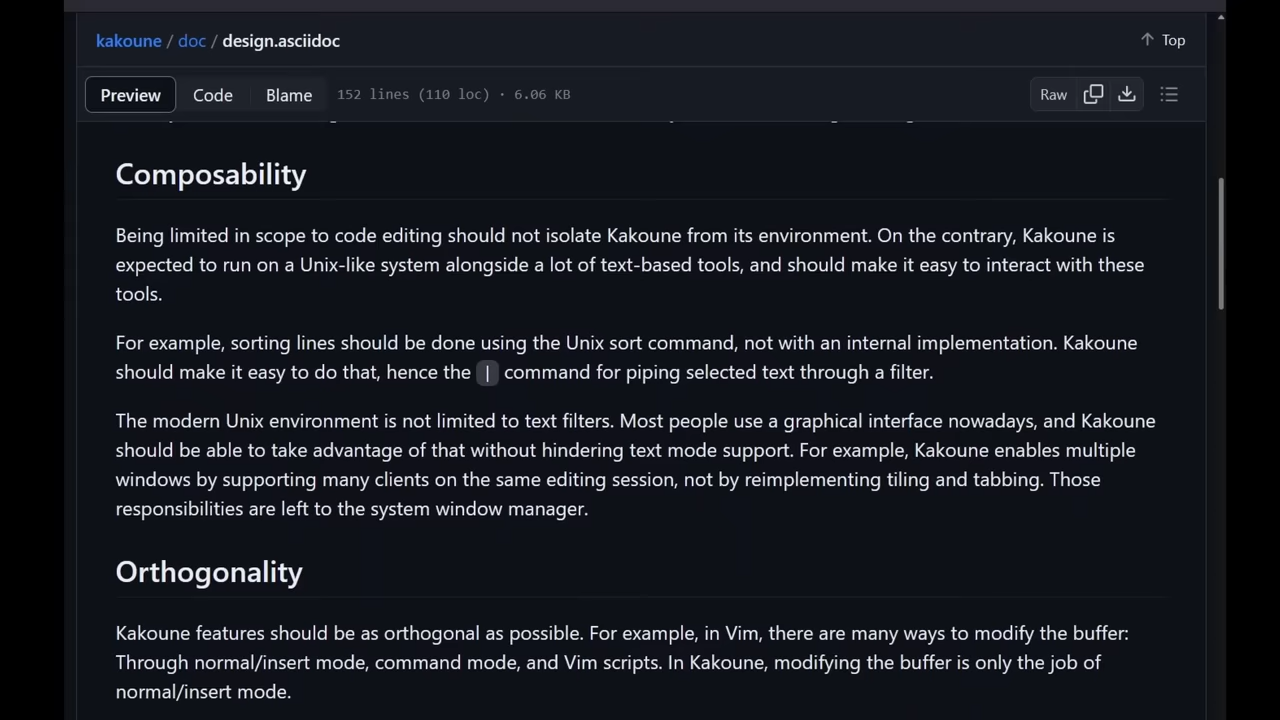 kakoune / doc / design.asciidoc
Top
Preview Code Blame 152 lines (110 loc) · 6.06 KB Raw
Composability
Being limited in scope to code editing should not isolate Kakoune from its environment. On the contrary, Kakoune is
expected to run on a Unix-like system alongside a lot of text-based tools, and should make it easy to interact with these
tools.
For example, sorting lines should be done using the Unix sort command, not with an internal implementation. Kakoune
should make it easy to do that, hence the | command for piping selected text through a filter.
The modern Unix environment is not limited to text filters. Most people use a graphical interface nowadays, and Kakoune
should be able to take advantage of that without hindering text mode support. For example, Kakoune enables multiple
windows by supporting many clients on the same editing session, not by reimplementing tiling and tabbing. Those
responsibilities are left to the system window manager.
Orthogonality
Kakoune features should be as orthogonal as possible. For example, in Vim, there are many ways to modify the buffer:
Through normal/insert mode, command mode, and Vim scripts. In Kakoune, modifying the buffer is only the job of
normal/insert mode.